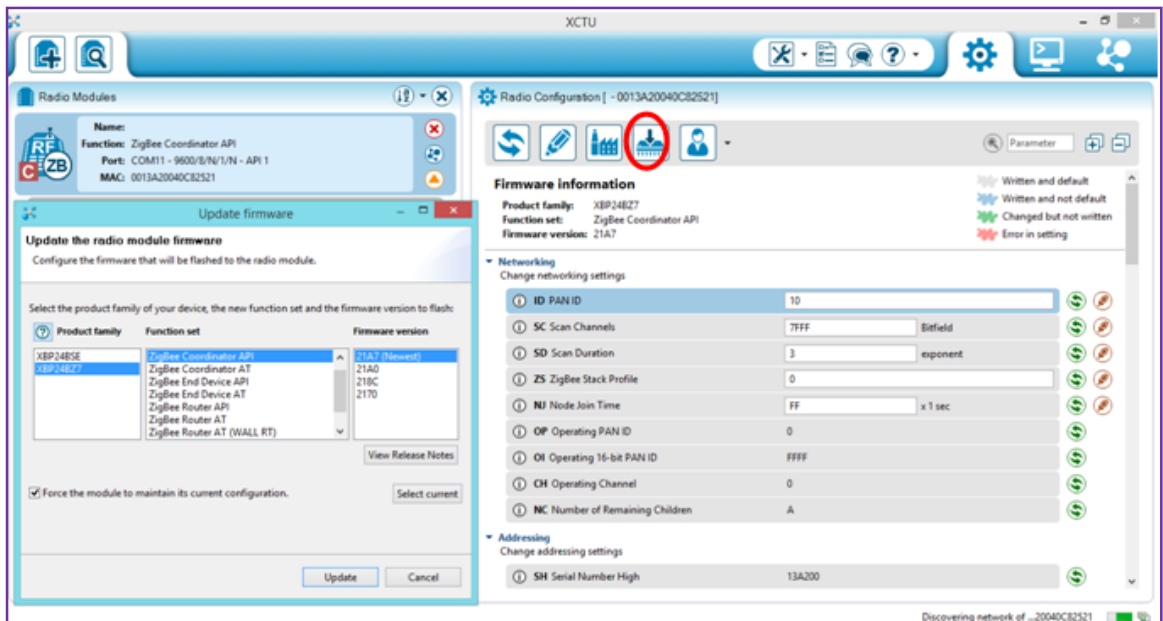 XCTU
Radio Modules
Name:
Function: ZigBee Coordinator API
Port: COM11 - 9600/8/N/1/N - API 1
MAC: 0013A20040C82521
RF
C ZB
Update firmware
Update the radio module firmware
Configure the firmware that will be flashed to the radio module.
Select the product family of your device, the new function set and the firmware version to flash:
Product family Function set Firmware version
XBP24BSE ZigBee Coordinator API 21A7 (Newest)
XBP24BZ7 ZigBee Coordinator AT 21A0
ZigBee End Device API 218C
ZigBee End Device AT 2170
ZigBee Router API
ZigBee Router AT
ZigBee Router AT (WALL RT)
View Release Notes
Force the module to maintain its current configuration.
Select current
Update Cancel
Radio Configuration [ - 0013A20040C82521]
Parameter
Firmware information
Product family: XBP24BZ7
Function set: ZigBee Coordinator API
Firmware version: 21A7
Written and default
Written and not default
Changed but not written
Error in setting
Networking
Change networking settings
ID PAN ID 10
SC Scan Channels 7FFF Bitfield
SD Scan Duration 3 exponent
ZS ZigBee Stack Profile 0
NJ Node Join Time FF x 1 sec
OP Operating PAN ID 0
OI Operating 16-bit PAN ID FFFF
CH Operating Channel 0
NC Number of Remaining Children A
Addressing
Change addressing settings
SH Serial Number High 13A200
Discovering network of ...20040C82521